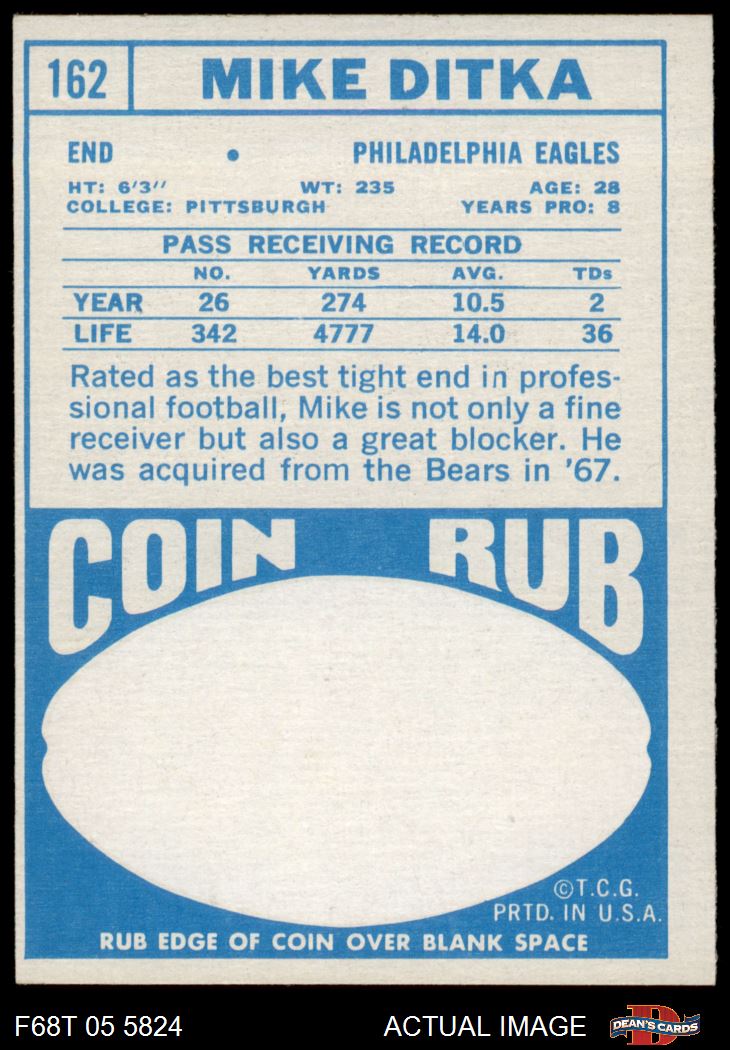 162 MIKE DITKA
END • PHILADELPHIA EAGLES
HT: 6'3" WT: 235 AGE: 28
COLLEGE: PITTSBURGH YEARS PRO: 8
PASS RECEIVING RECORD
NO. YARDS AVG. TDs
YEAR 26 274 10.5 2
LIFE 342 4777 14.0 36
Rated as the best tight end in profes-
sional football, Mike is not only a fine
receiver but also a great blocker. He
was acquired from the Bears in '67.
COIN RUB
©T.C.G.
PRTD. IN U.S.A.
RUB EDGE OF COIN OVER BLANK SPACE
F68T 05 5824 ACTUAL IMAGE DEAN'S CARDS